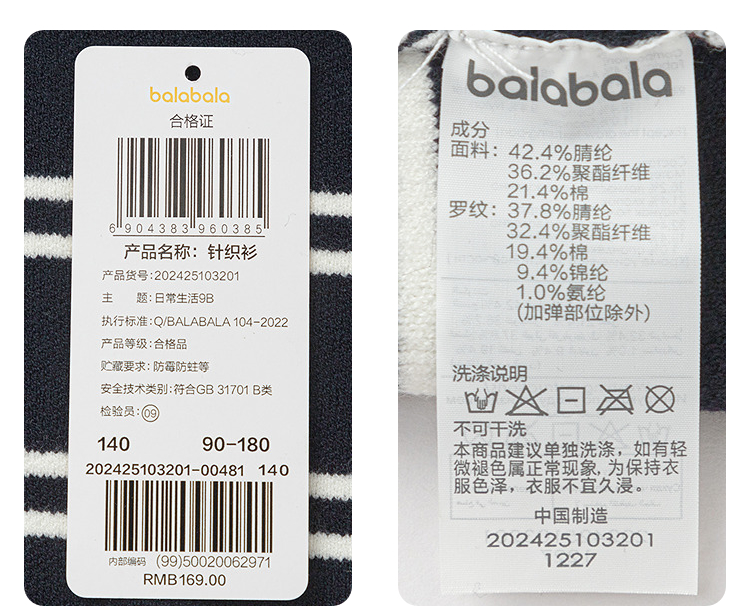 balabala
合格证
6 904383 960385
产品名称: 针织衫
产品货号:202425103201
主 题:日常生活9B
执行标准:Q/BALABALA 104-2022
产品等级:合格品
贮藏要求:防霉防蛀等
安全技术类别:符合GB 31701 B类
检验员:09
140 90-180
202425103201-00481 140
内部编码 (99)50020062971
RMB169.00
balabala
成分
面料: 42.4%腈纶
36.2%聚酯纤维
21.4%棉
罗纹: 37.8%腈纶
32.4%聚酯纤维
19.4%棉
9.4%锦纶
1.0%氨纶
(加弹部位除外)
洗涤说明
不可干洗
本商品建议单独洗涤，如有轻
微褪色属正常现象, 为保持衣
服色泽，衣服不宜久浸。
中国制造
202425103201
1227